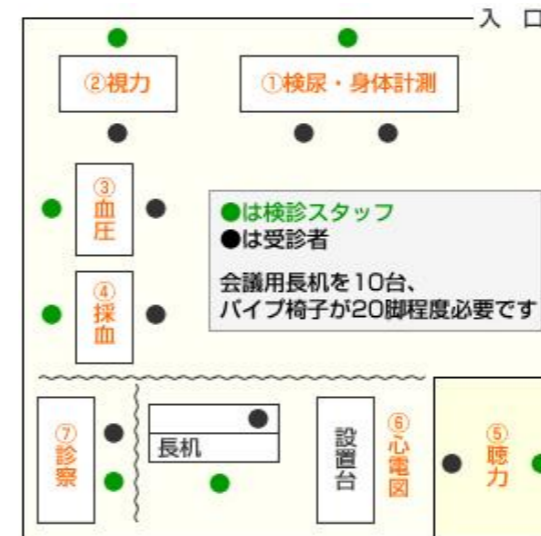 入 口
②視力
①検尿・身体計測
③血圧
●は検診スタッフ
●は受診者
会議用長机を10台、
パイプ椅子が20脚程度必要です
④採血
⑦診察
長机
設置台
⑥心電図
⑤聴力